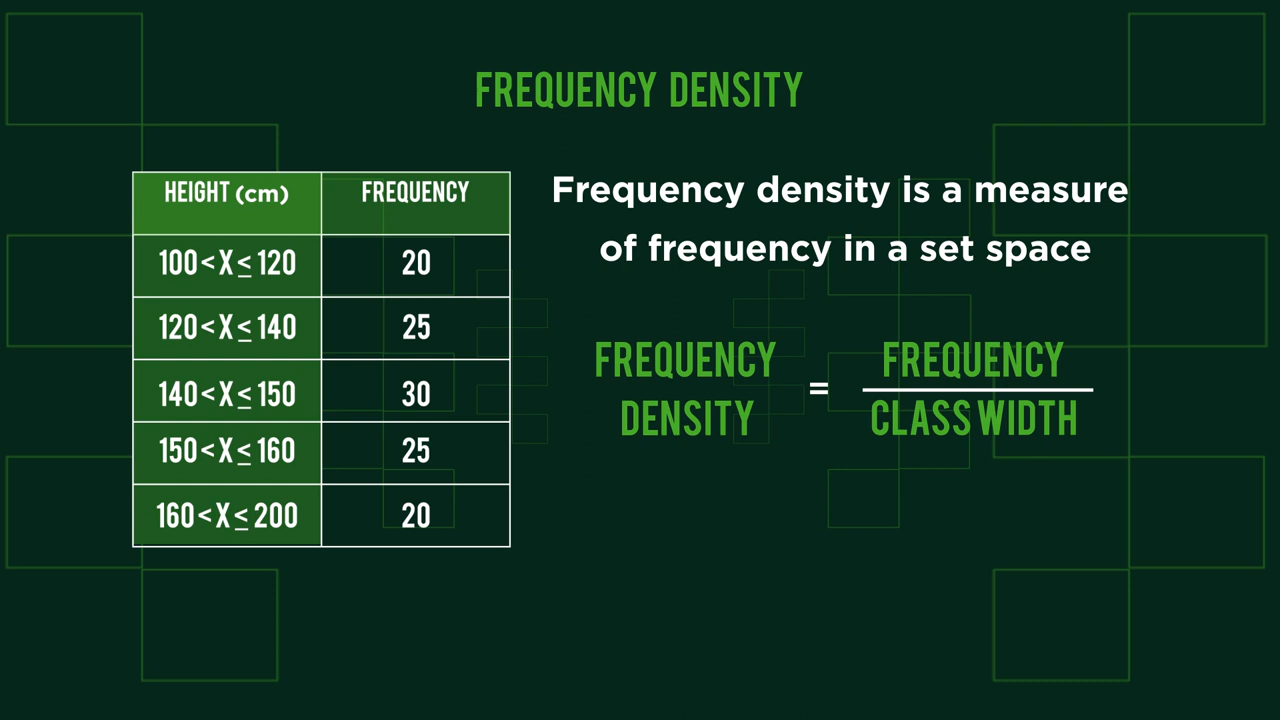 FREQUENCY DENSITY
HEIGHT (cm) FREQUENCY
100 < X ≤ 120 20
120 < X ≤ 140 25
140 < X ≤ 150 30
150 < X ≤ 160 25
160 < X ≤ 200 20
Frequency density is a measure
of frequency in a set space
FREQUENCY
DENSITY
=
FREQUENCY
CLASS WIDTH